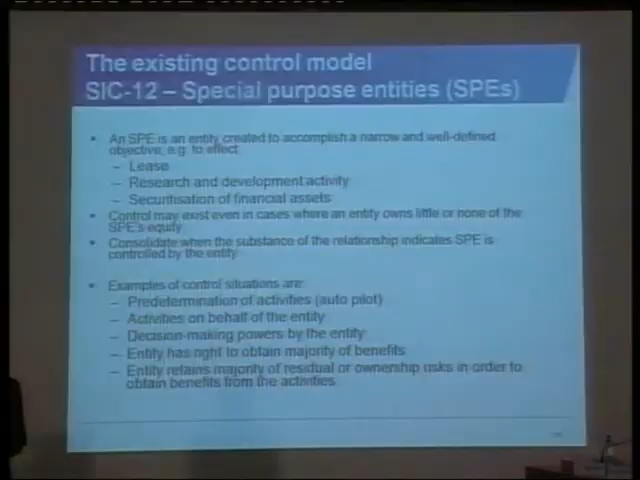 The existing control model
SIC-12 – Special purpose entities (SPEs)
• An SPE is an entity created to accomplish a narrow and well-defined
objective, e.g. to effect
– Lease
– Research and development activity
– Securitisation of financial assets
• Control may exist even in cases where an entity owns little or none of the
SPE's equity
• Consolidate when the substance of the relationship indicates SPE is
controlled by the entity
• Examples of control situations are:
– Predetermination of activities (auto pilot)
– Activities on behalf of the entity
– Decision-making powers by the entity
– Entity has right to obtain majority of benefits
– Entity retains majority of residual or ownership risks in order to
obtain benefits from the activities